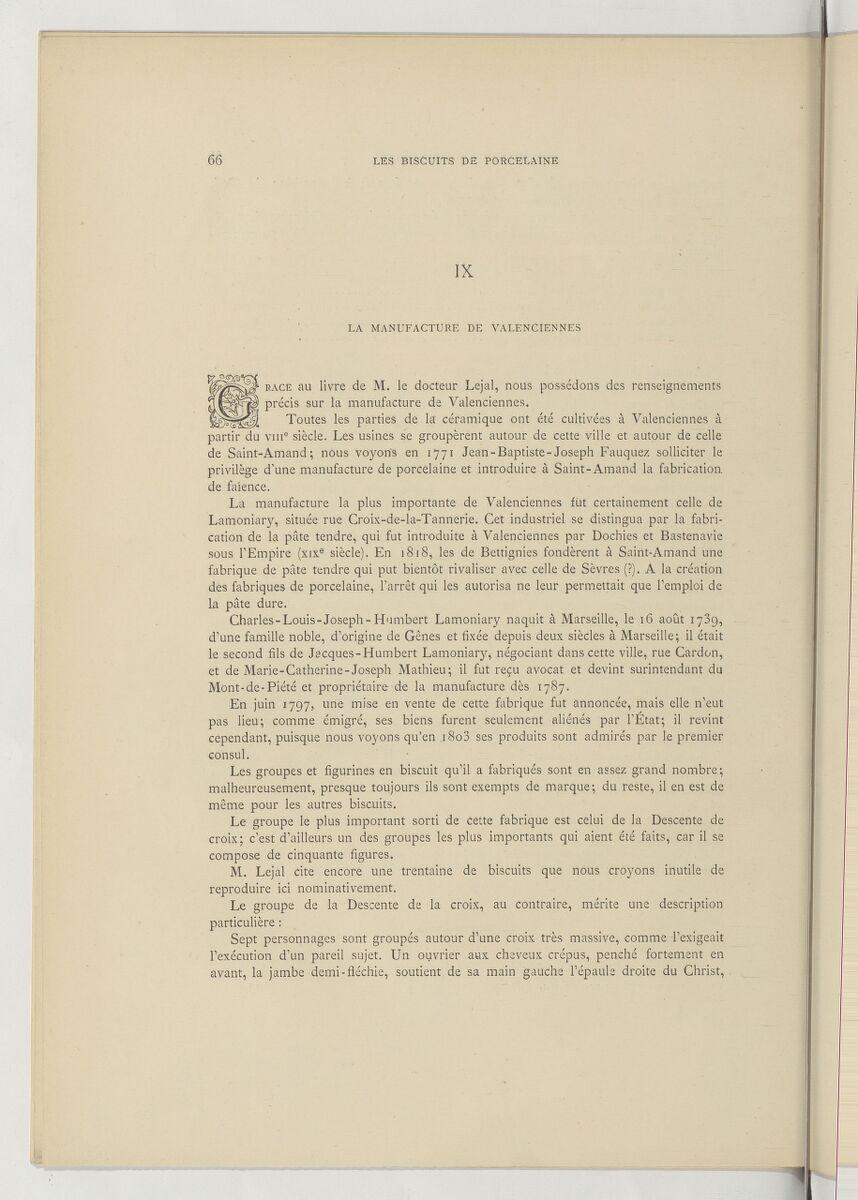 66
LES BISCUITS DE PORCELAINE
IX
LA MANUFACTURE DE VALENCIENNES
GRACE au livre de M. le docteur Lejal, nous possédons des renseignements
précis sur la manufacture de Valenciennes.
Toutes les parties de la céramique ont été cultivées à Valenciennes à
partir du VIIIe siècle. Les usines se groupèrent autour de cette ville et autour de celle
de Saint-Amand; nous voyons en 1771 Jean-Baptiste-Joseph Fauquez solliciter le
privilège d'une manufacture de porcelaine et introduire à Saint-Amand la fabrication
de faïence.
La manufacture la plus importante de Valenciennes fut certainement celle de
Lamoniary, située rue Croix-de-la-Tannerie. Cet industriel se distingua par la fabri-
cation de la pâte tendre, qui fut introduite à Valenciennes par Dochies et Bastenavie
sous l'Empire (XIXe siècle). En 1818, les de Bettignies fondèrent à Saint-Amand une
fabrique de pâte tendre qui put bientôt rivaliser avec celle de Sèvres (?). A la création
des fabriques de porcelaine, l'arrêt qui les autorisa ne leur permettait que l'emploi de
la pâte dure.
Charles-Louis-Joseph-Humbert Lamoniary naquit à Marseille, le 16 août 1739,
d'une famille noble, d'origine de Gênes et fixée depuis deux siècles à Marseille; il était
le second fils de Jacques-Humbert Lamoniary, négociant dans cette ville, rue Cardon,
et de Marie-Catherine-Joseph Mathieu; il fut reçu avocat et devint surintendant du
Mont-de-Piété et propriétaire de la manufacture dès 1787.
En juin 1797, une mise en vente de cette fabrique fut annoncée, mais elle n'eut
pas lieu; comme émigré, ses biens furent seulement aliénés par l'État; il revint
cependant, puisque nous voyons qu'en 1803 ses produits sont admirés par le premier
consul.
Les groupes et figurines en biscuit qu'il a fabriqués sont en assez grand nombre;
malheureusement, presque toujours ils sont exempts de marque; du reste, il en est de
même pour les autres biscuits.
Le groupe le plus important sorti de cette fabrique est celui de la Descente de
croix; c'est d'ailleurs un des groupes les plus importants qui aient été faits, car il se
compose de cinquante figures.
M. Lejal cite encore une trentaine de biscuits que nous croyons inutile de
reproduire ici nominativement.
Le groupe de la Descente de la croix, au contraire, mérite une description
particulière :
Sept personnages sont groupés autour d'une croix très massive, comme l'exigeait
l'exécution d'un pareil sujet. Un ouvrier aux cheveux crépus, penché fortement en
avant, la jambe demi-fléchie, soutient de sa main gauche l'épaule droite du Christ,